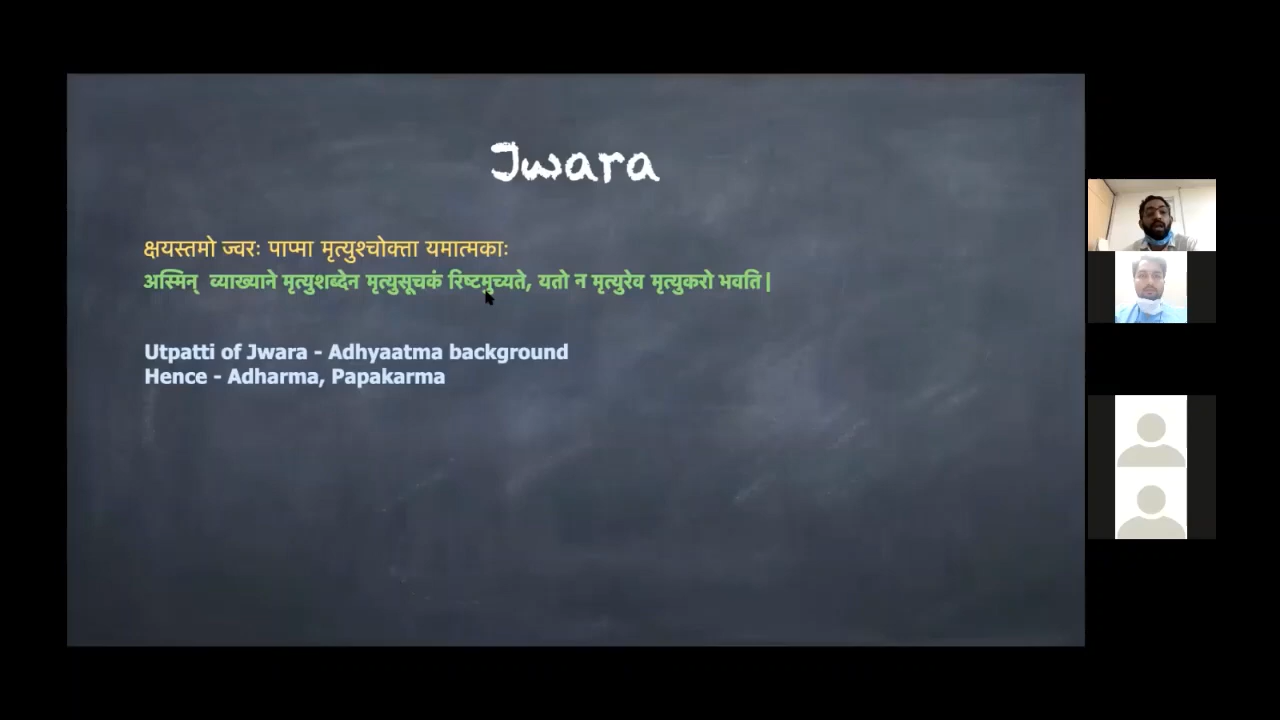 Jwara
क्षयस्तमो ज्वरः पाप्मा मृत्युश्चोक्ता यमात्मकाः
अस्मिन् व्याख्याने मृत्युशब्देन मृत्युसूचकं रिष्टमुच्यते, यतो न मृत्युरेव मृत्युकरो भवति|
Utpatti of Jwara - Adhyaatma background
Hence - Adharma, Papakarma